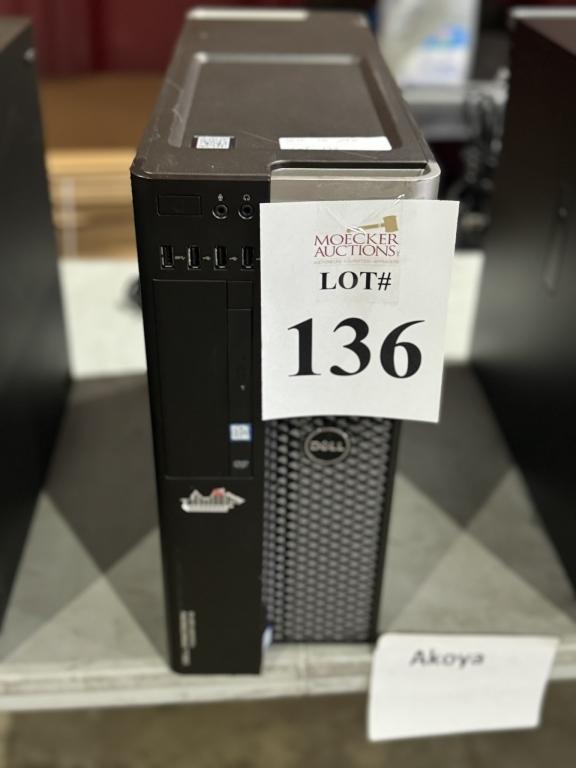 MOECKER
AUCTIONS
LOT#
136
DELL
Akoya